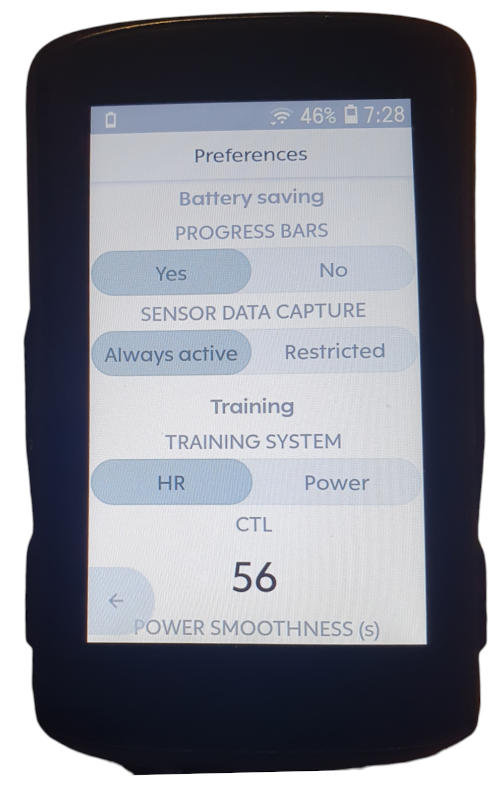 46% 7:28
Preferences
Battery saving
PROGRESS BARS
Yes No
SENSOR DATA CAPTURE
Always active Restricted
Training
TRAINING SYSTEM
HR Power
CTL
56
POWER SMOOTHNESS (s)